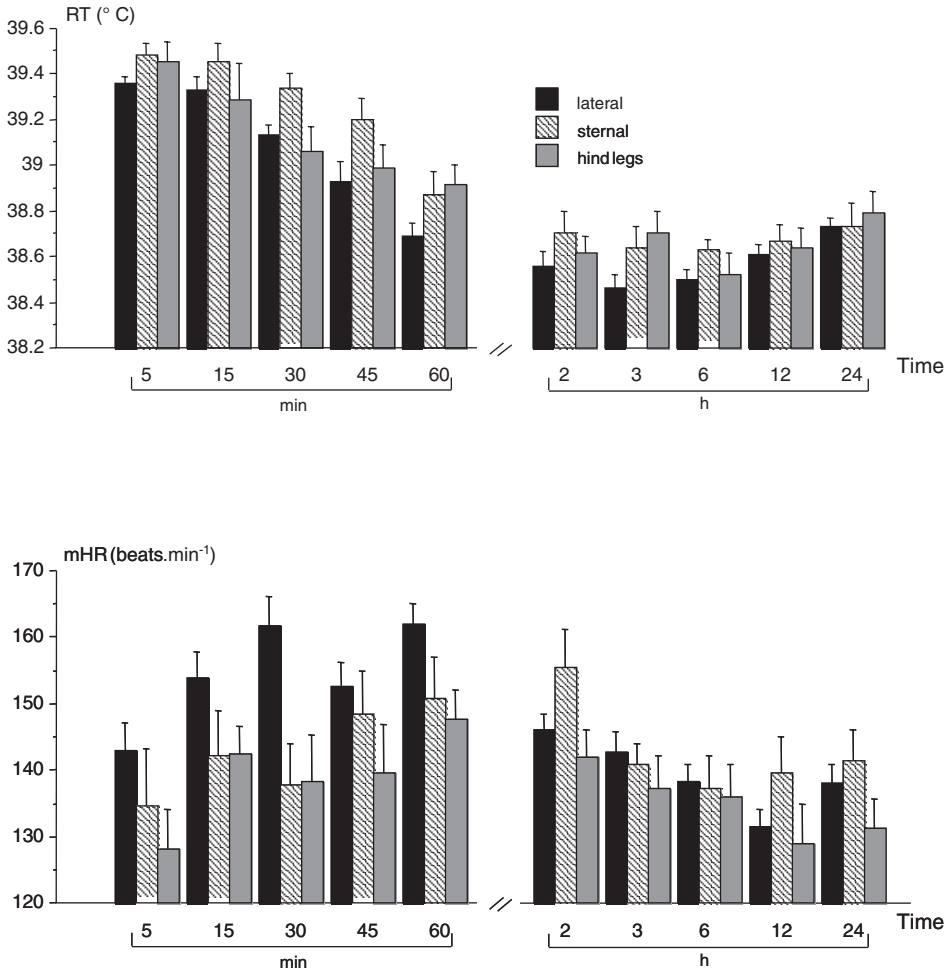 RT (° C)
39.6
39.4
39.2
39
38.8
38.6
38.4
38.2
lateral
sternal
hind legs
5 15 30 45 60 2 3 6 12 24 Time
min h
mHR (beats.min-1)
170
160
150
140
130
120
5 15 30 45 60 2 3 6 12 24 Time
min h